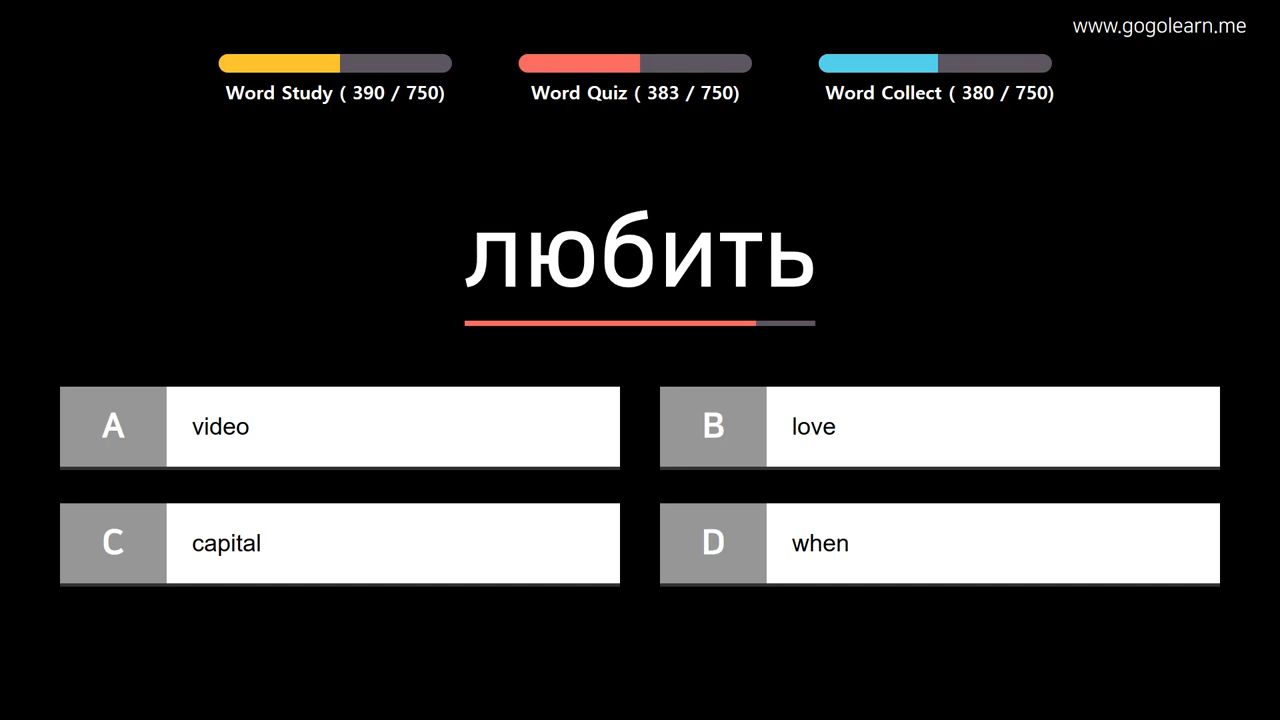 www.gogolearn.me
Word Study ( 390 / 750)
Word Quiz ( 383 / 750)
Word Collect ( 380 / 750)
любить
A video
B love
C capital
D when